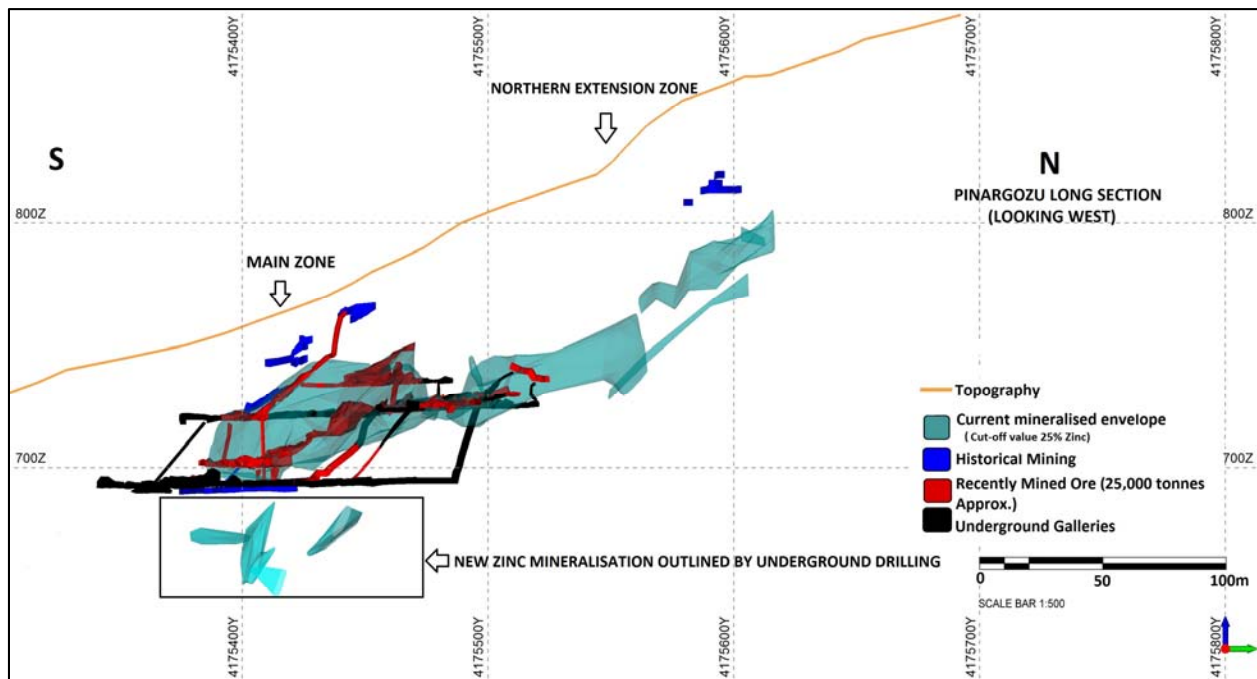 4175400Y
4175500Y
4175600Y
4175700Y
4175800Y
NORTHERN EXTENSION ZONE
S
N
PINARGOZU LONG SECTION
(LOOKING WEST)
800Z
800Z
MAIN ZONE
Topography
Current mineralised envelope
( Cut-off value 25% Zinc)
Historical Mining
700Z
700Z
Recently Mined Ore (25,000 tonnes
Approx.)
Underground Galleries
NEW ZINC MINERALISATION OUTLINED BY UNDERGROUND DRILLING
0
50
100m
SCALE BAR 1:500
4175400Y
4175500Y
4175600Y
4175700Y
4175800Y